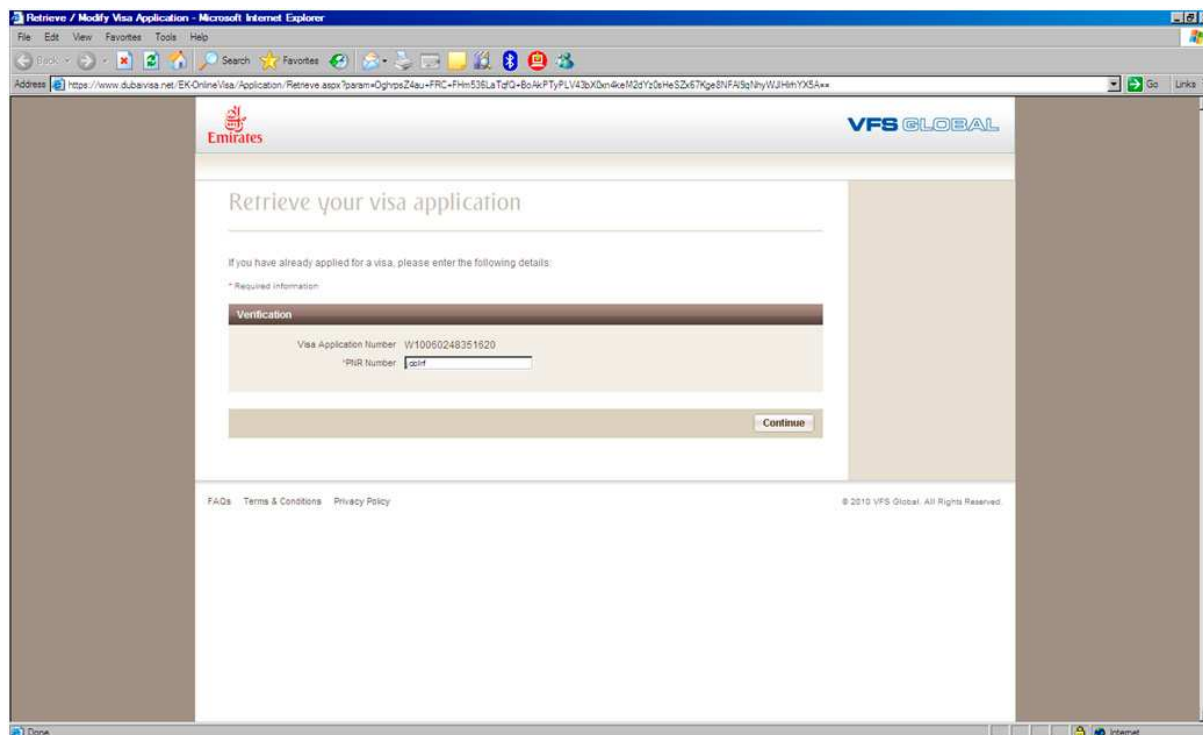 Retrieve / Modify Visa Application - Microsoft Internet Explorer
File Edit View Favorites Tools Help
Back Search Favorites
Address Go Links
Emirates
VFS GLOBAL
Retrieve your visa application
If you have already applied for a visa, please enter the following details:
* Required information
Verification
Visa Application Number W10060248351620
*PNR Number
Continue
FAQs Terms & Conditions Privacy Policy © 2010 VFS Global. All Rights Reserved.
Done Internet